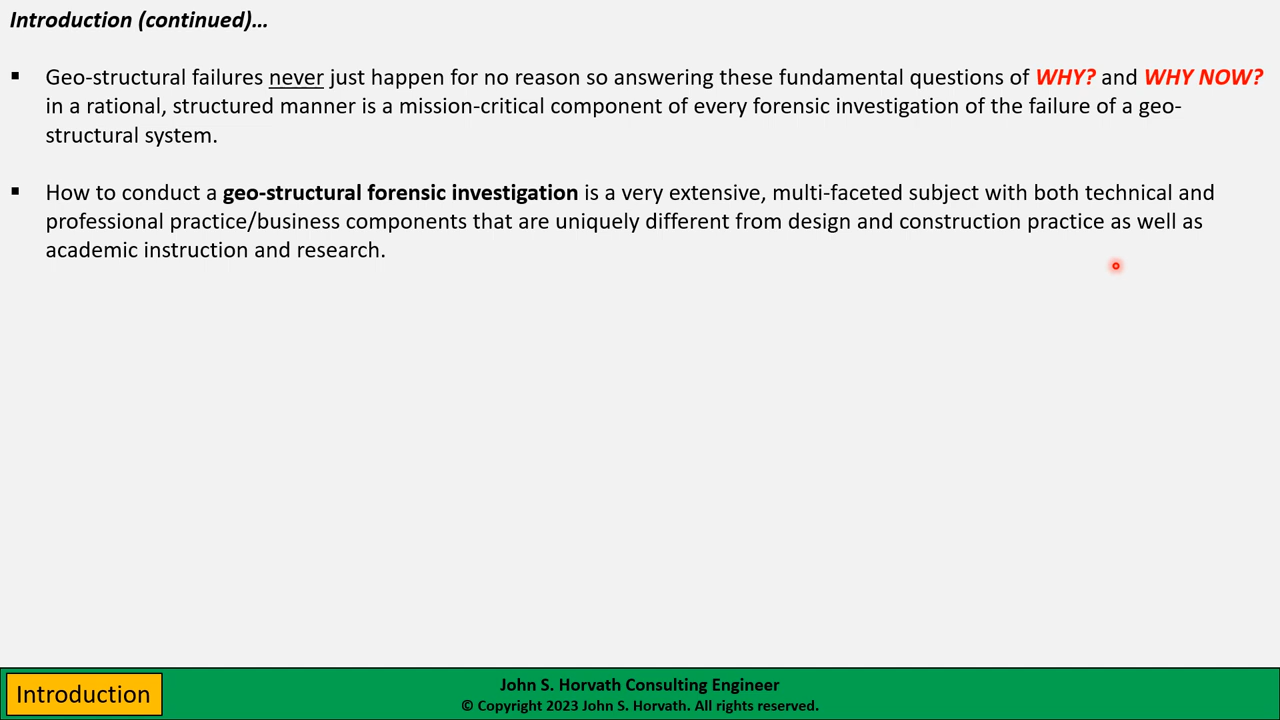 Introduction (continued)…
▪ Geo-structural failures never just happen for no reason so answering these fundamental questions of WHY? and WHY NOW?
in a rational, structured manner is a mission-critical component of every forensic investigation of the failure of a geo-
structural system.
▪ How to conduct a geo-structural forensic investigation is a very extensive, multi-faceted subject with both technical and
professional practice/business components that are uniquely different from design and construction practice as well as
academic instruction and research.
Introduction
John S. Horvath Consulting Engineer
© Copyright 2023 John S. Horvath. All rights reserved.